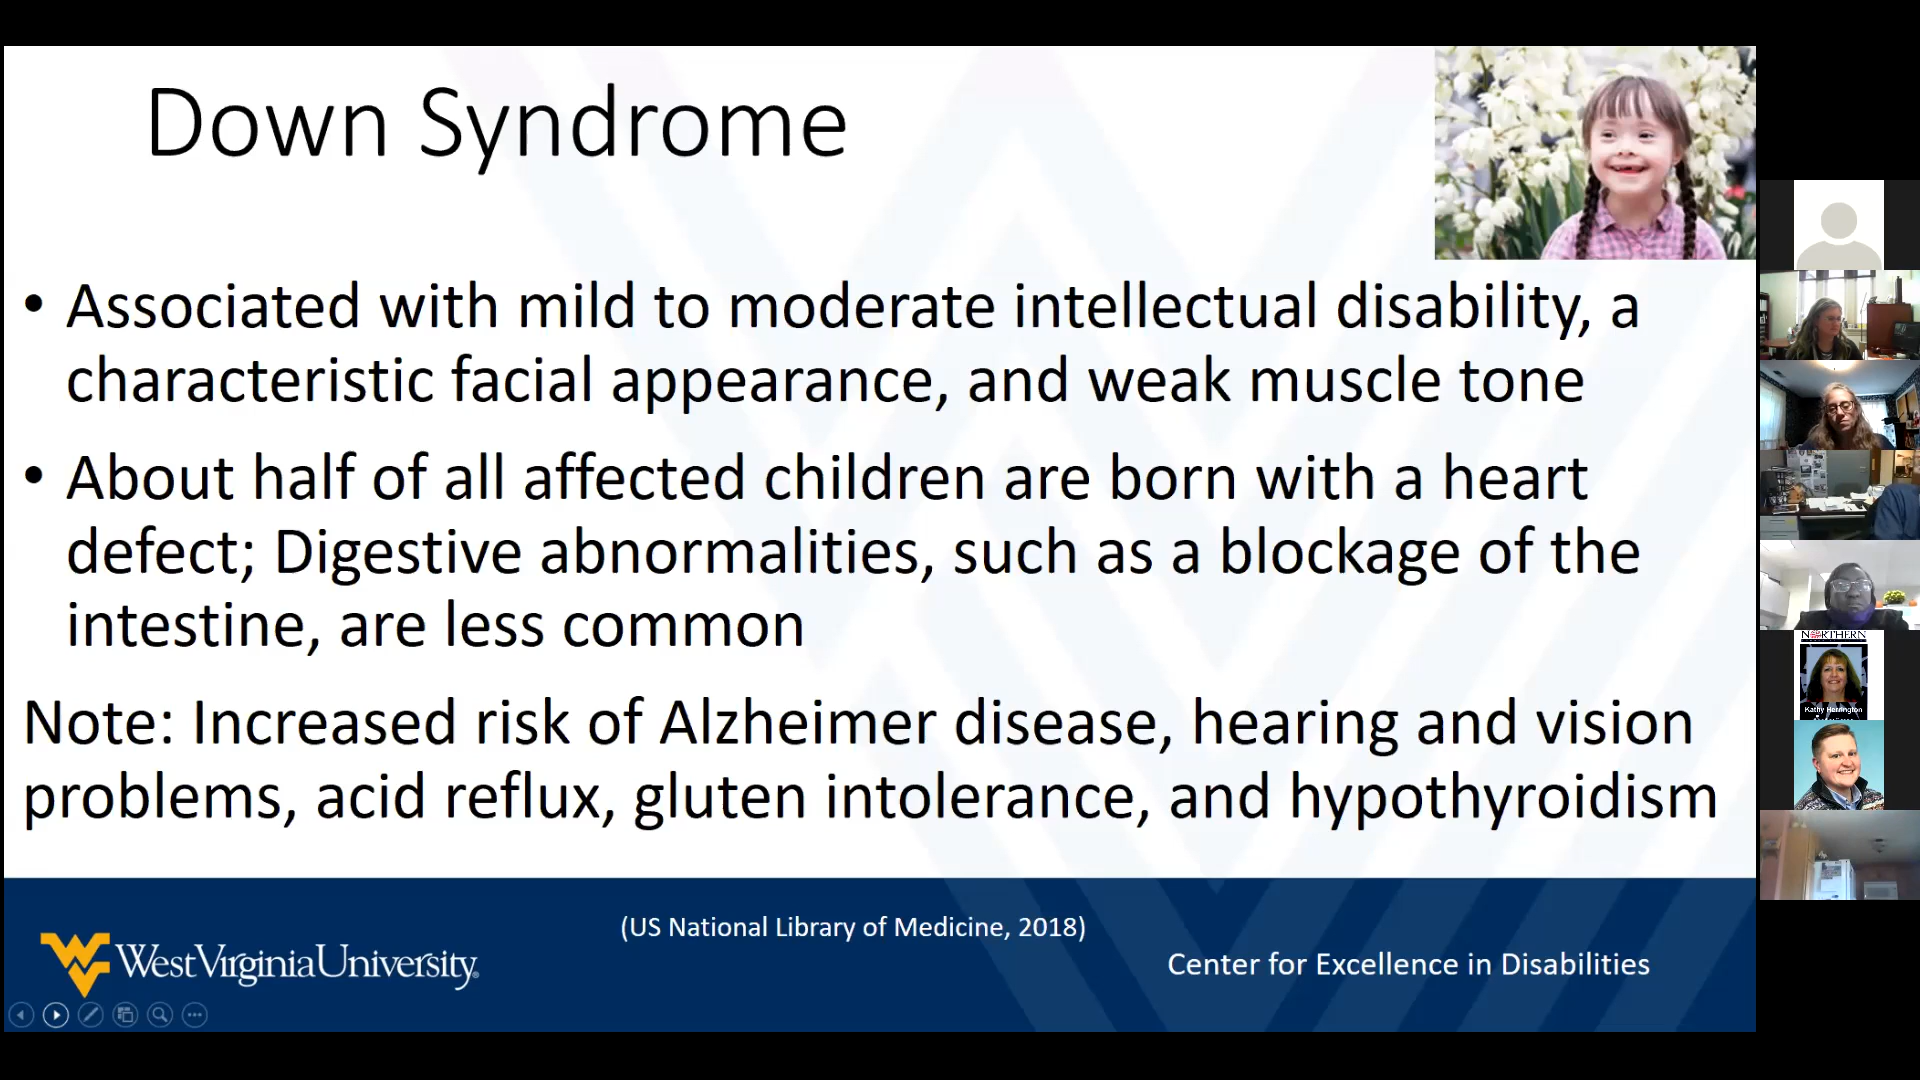 Down Syndrome
• Associated with mild to moderate intellectual disability, a
characteristic facial appearance, and weak muscle tone
• About half of all affected children are born with a heart
defect; Digestive abnormalities, such as a blockage of the
intestine, are less common
Note: Increased risk of Alzheimer disease, hearing and vision
problems, acid reflux, gluten intolerance, and hypothyroidism
(US National Library of Medicine, 2018)
WestVirginiaUniversity®
Center for Excellence in Disabilities
NORTHERN
Kathy Herrington